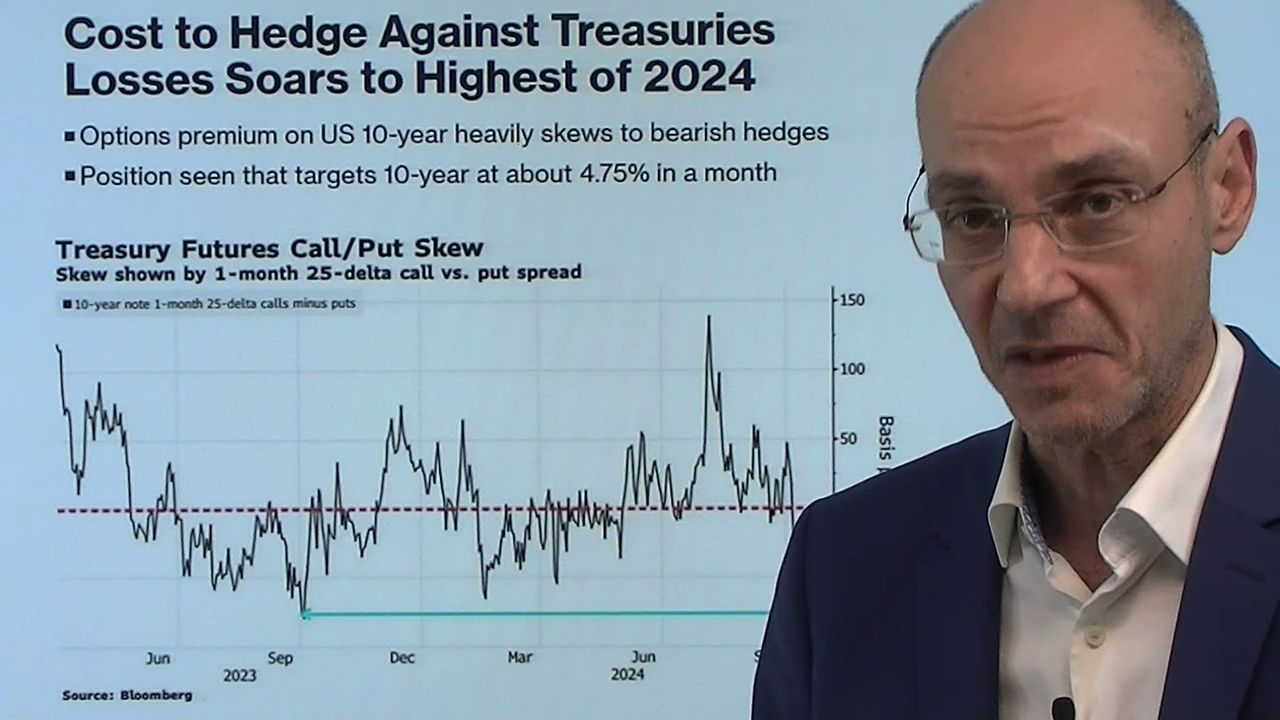 Cost to Hedge Against Treasuries
Losses Soars to Highest of 2024
▪ Options premium on US 10-year heavily skews to bearish hedges
▪ Position seen that targets 10-year at about 4.75% in a month
Treasury Futures Call/Put Skew
Skew shown by 1-month 25-delta call vs. put spread
▪ 10-year note 1-month 25-delta calls minus puts
150
100
50
Basis
Jun Sep Dec Mar Jun
2023 2024
Source: Bloomberg